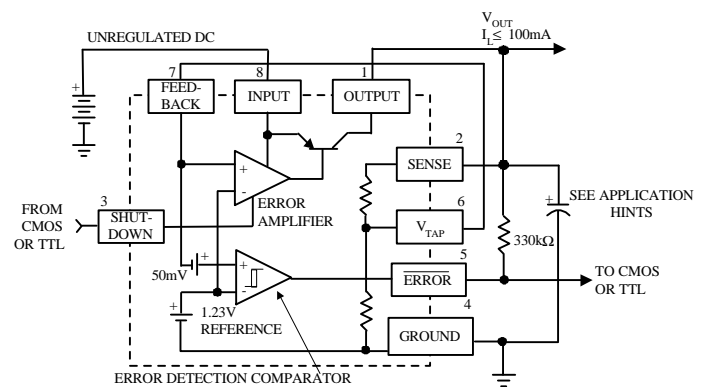 UNREGULATED DC
V OUT
I L ≤ 100mA
7
8
1
FEED-
BACK
INPUT
OUTPUT
+
2
SENSE
+
-
ERROR
AMPLIFIER
FROM
CMOS
OR TTL
3
SHUT-
DOWN
6
V TAP
+
SEE APPLICATION
HINTS
330kΩ
50mV
+
+
-
5
ERROR
TO CMOS
OR TTL
+
1.23V
REFERENCE
4
GROUND
ERROR DETECTION COMPARATOR